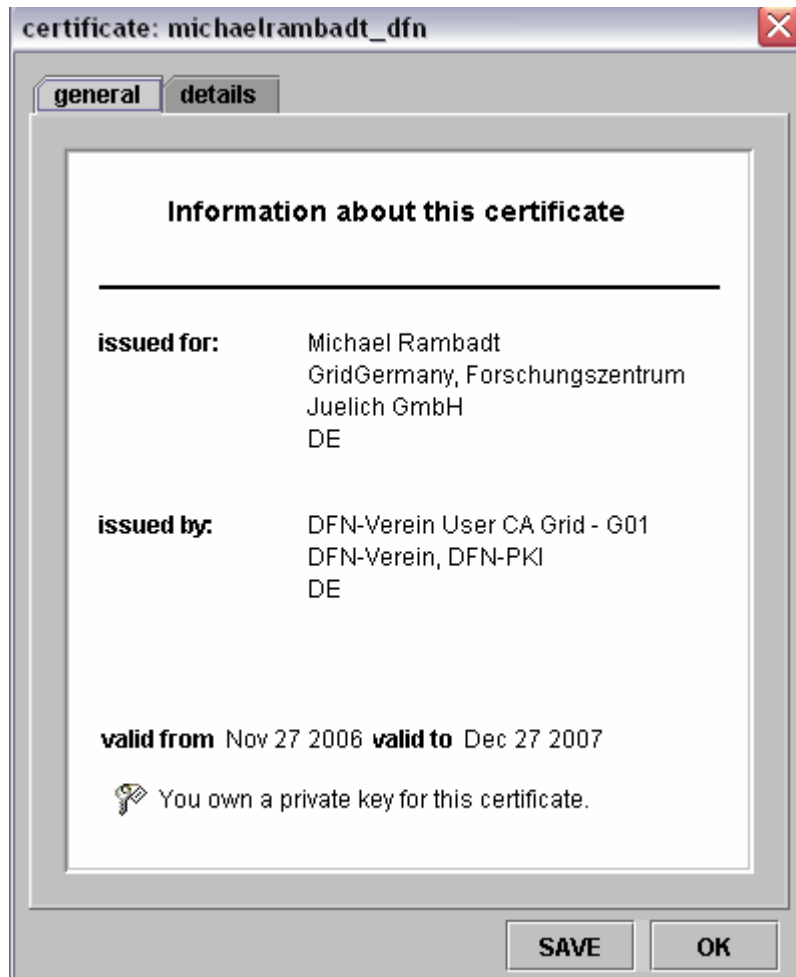 certificate: michaelrambadt_dfn
general details
Information about this certificate
issued for: Michael Rambadt
GridGermany, Forschungszentrum
Juelich GmbH
DE
issued by: DFN-Verein User CA Grid - G01
DFN-Verein, DFN-PKI
DE
valid from Nov 27 2006 valid to Dec 27 2007
You own a private key for this certificate.
SAVE OK